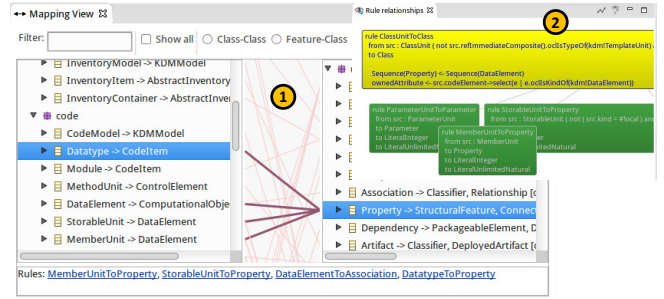 Mapping View
Filter:
Show all
Class-Class
Feature-Class
InventoryModel -> KDMModel
InventoryItem -> AbstractInventory
InventoryContainer -> AbstractInve
code
CodeModel -> KDMModel
Datatype -> CodeItem
Module -> CodeItem
MethodUnit -> ControlElement
DataElement -> ComputationalObje
StorableUnit -> DataElement
MemberUnit -> DataElement
1
Association -> Classifier, Relationship [
Property -> StructuralFeature, Connect
Dependency -> PackageableElement, D
Artifact -> Classifier, DeployedArtifact [
Rules: MemberUnitToProperty, StorableUnitToProperty, DataElementToAssociation, DatatypeToProperty
Rule relationships
2
rule ClassUnitToClass
from src : ClassUnit ( not src.refImmediateComposite().oclIsTypeOf(kdm!TemplateUnit)
to Class
Sequence(Property) <- Sequence(DataElement)
ownedAttribute <- src.codeElement->select(e | e.oclIsKindOf(kdm!DataElement))
rule ParameterUnitToParameter
from src : ParameterUnit
to Parameter
to LiteralInteger
to LiteralUnlimited
rule StorableUnitToProperty
from src : StorableUnit ( not ( src.kind = #local ) and
rule MemberUnitToProperty
from src : MemberUnit
to Property
to LiteralInteger
to LiteralUnlimitedNatural
edNatural